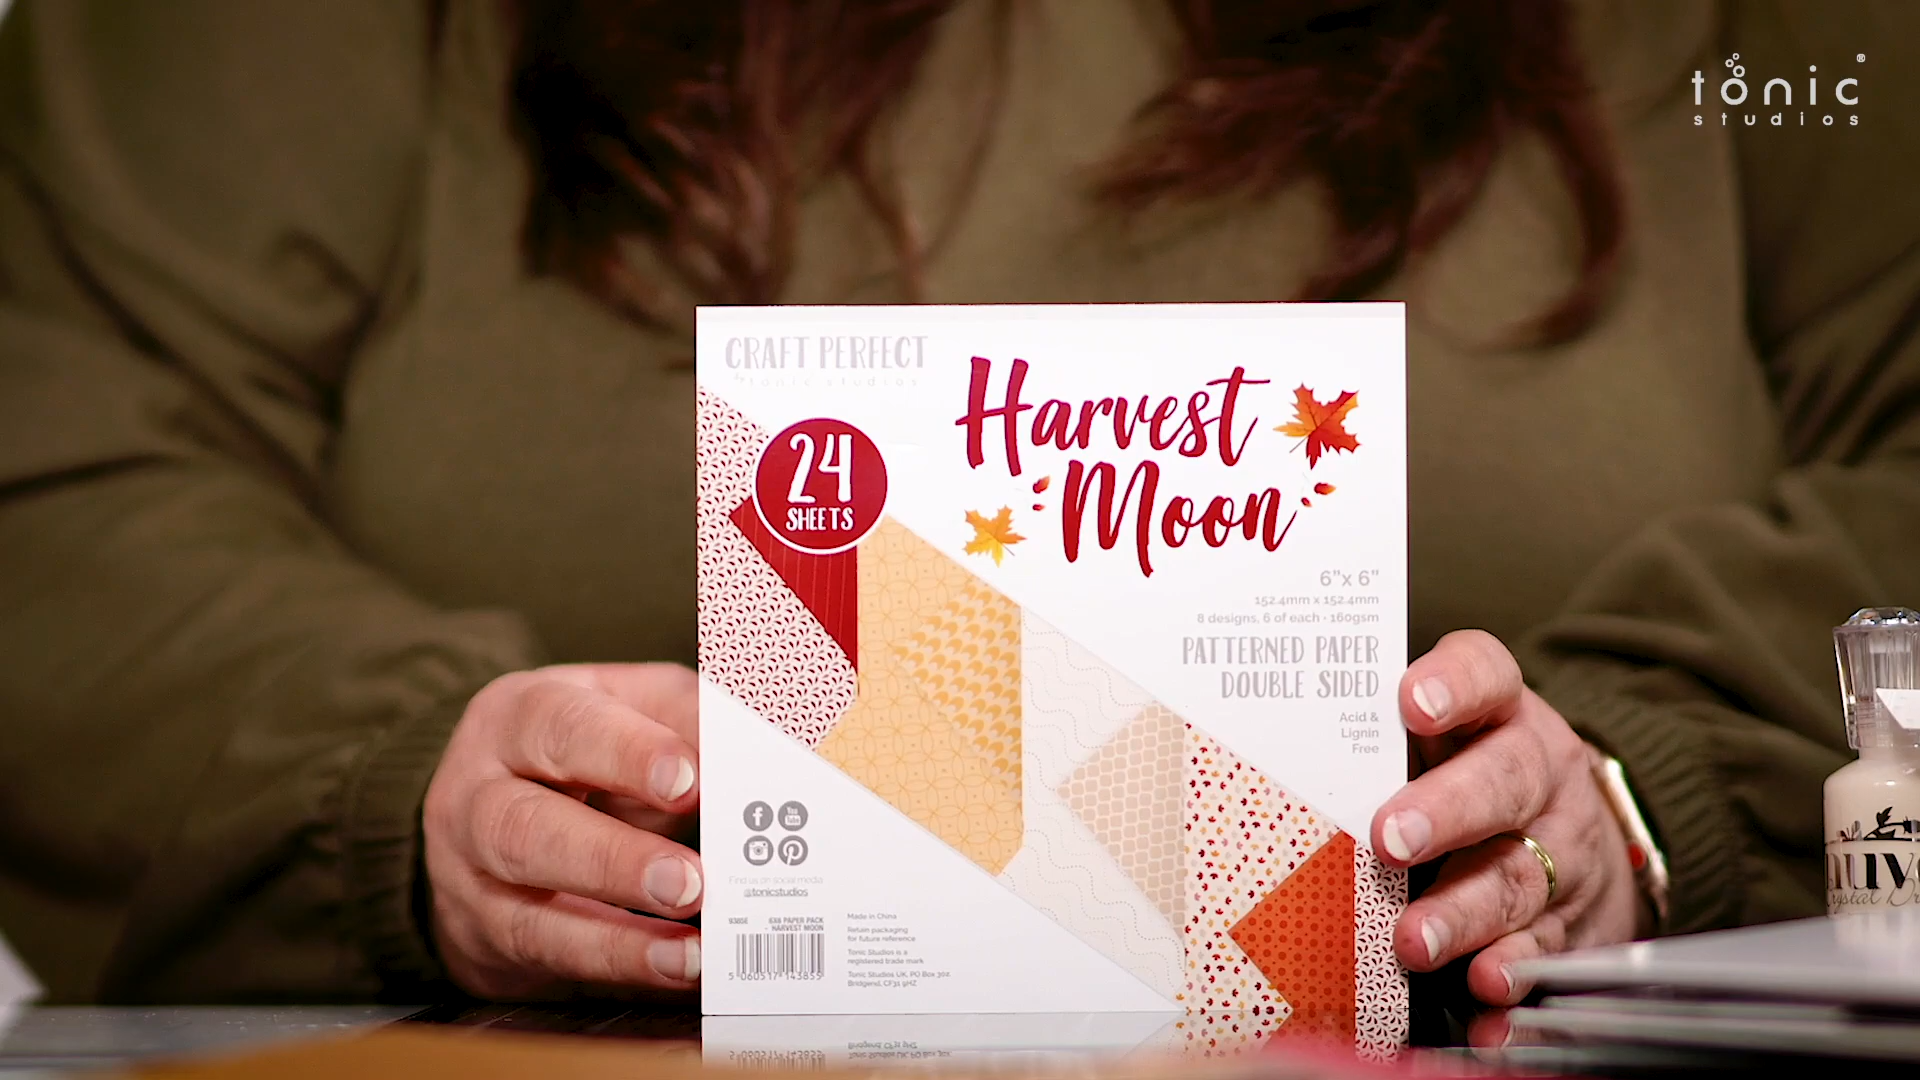 tonic®
studios
CRAFT PERFECT
by tonic studios
Harvest
Moon
24
SHEETS
6"x 6"
152.4mm x 152.4mm
8 designs, 6 of each • 160gsm
PATTERNED PAPER
DOUBLE SIDED
Acid &
Lignin
Free
Find us on social media
@tonicstudios
9385E 6X6 PAPER PACK
- HARVEST MOON
5 060517 143855
Made in China
Retain packaging
for future reference
Tonic Studios is a
registered trade mark
Tonic Studios UK, PO Box 302,
Bridgend, CF31 9HZ
nuvo